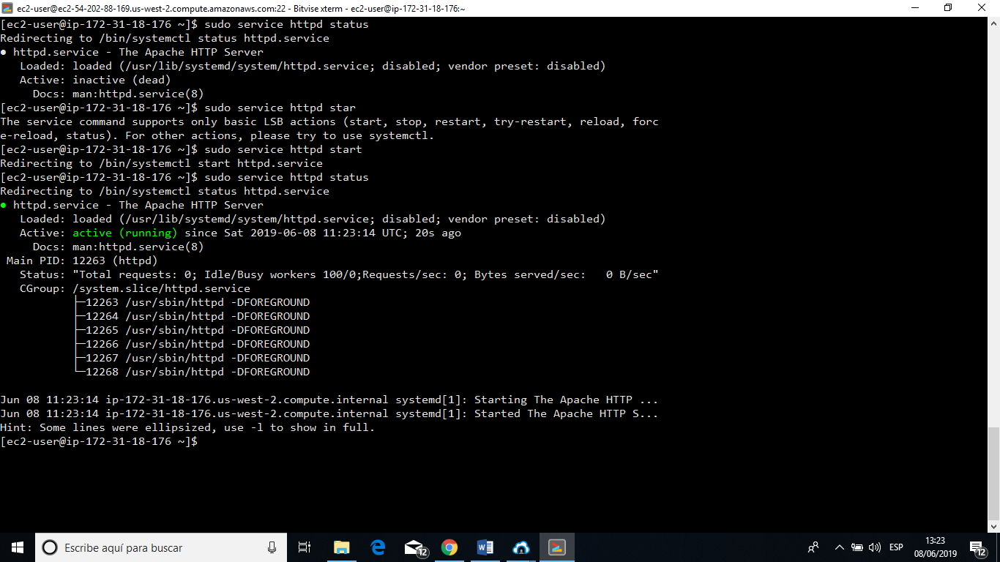 ec2-user@ec2-54-202-88-169.us-west-2.compute.amazonaws.com:22 - Bitvise xterm - ec2-user@ip-172-31-18-176:~
[ec2-user@ip-172-31-18-176 ~]$ sudo service httpd status
Redirecting to /bin/systemctl status httpd.service
● httpd.service - The Apache HTTP Server
   Loaded: loaded (/usr/lib/systemd/system/httpd.service; disabled; vendor preset: disabled)
   Active: inactive (dead)
     Docs: man:httpd.service(8)
[ec2-user@ip-172-31-18-176 ~]$ sudo service httpd star
The service command supports only basic LSB actions (start, stop, restart, try-restart, reload, forc
e-reload, status). For other actions, please try to use systemctl.
[ec2-user@ip-172-31-18-176 ~]$ sudo service httpd start
Redirecting to /bin/systemctl start httpd.service
[ec2-user@ip-172-31-18-176 ~]$ sudo service httpd status
Redirecting to /bin/systemctl status httpd.service
● httpd.service - The Apache HTTP Server
   Loaded: loaded (/usr/lib/systemd/system/httpd.service; disabled; vendor preset: disabled)
   Active: active (running) since Sat 2019-06-08 11:23:14 UTC; 20s ago
     Docs: man:httpd.service(8)
 Main PID: 12263 (httpd)
   Status: "Total requests: 0; Idle/Busy workers 100/0;Requests/sec: 0; Bytes served/sec:   0 B/sec"
   CGroup: /system.slice/httpd.service
           ├─12263 /usr/sbin/httpd -DFOREGROUND
           ├─12264 /usr/sbin/httpd -DFOREGROUND
           ├─12265 /usr/sbin/httpd -DFOREGROUND
           ├─12266 /usr/sbin/httpd -DFOREGROUND
           ├─12267 /usr/sbin/httpd -DFOREGROUND
           └─12268 /usr/sbin/httpd -DFOREGROUND
Jun 08 11:23:14 ip-172-31-18-176.us-west-2.compute.internal systemd[1]: Starting The Apache HTTP ...
Jun 08 11:23:14 ip-172-31-18-176.us-west-2.compute.internal systemd[1]: Started The Apache HTTP S...
Hint: Some lines were ellipsized, use -l to show in full.
[ec2-user@ip-172-31-18-176 ~]$
Escribe aquí para buscar
12
ESP
13:23
08/06/2019
12